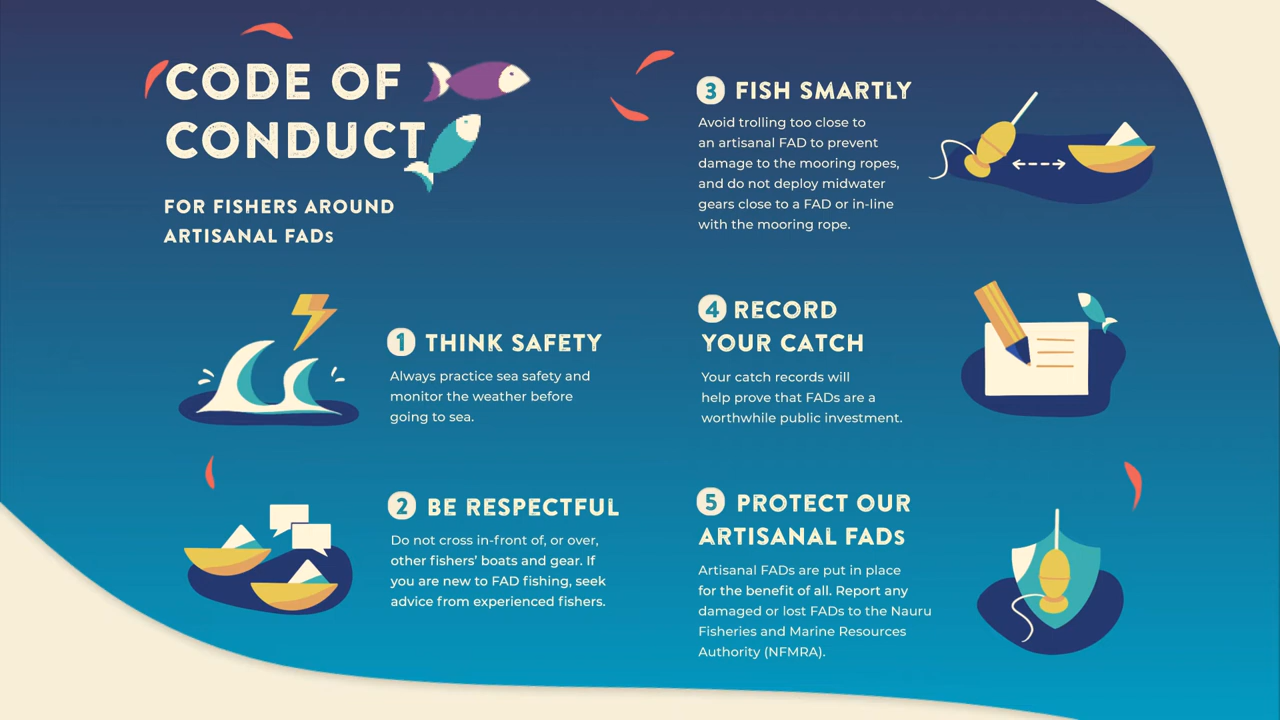 CODE OF
CONDUCT
FOR FISHERS AROUND
ARTISANAL FADs
1 THINK SAFETY
Always practice sea safety and
monitor the weather before
going to sea.
2 BE RESPECTFUL
Do not cross in-front of, or over,
other fishers' boats and gear. If
you are new to FAD fishing, seek
advice from experienced fishers.
3 FISH SMARTLY
Avoid trolling too close to
an artisanal FAD to prevent
damage to the mooring ropes,
and do not deploy midwater
gears close to a FAD or in-line
with the mooring rope.
4 RECORD
YOUR CATCH
Your catch records will
help prove that FADs are a
worthwhile public investment.
5 PROTECT OUR
ARTISANAL FADs
Artisanal FADs are put in place
for the benefit of all. Report any
damaged or lost FADs to the Nauru
Fisheries and Marine Resources
Authority (NFMRA).